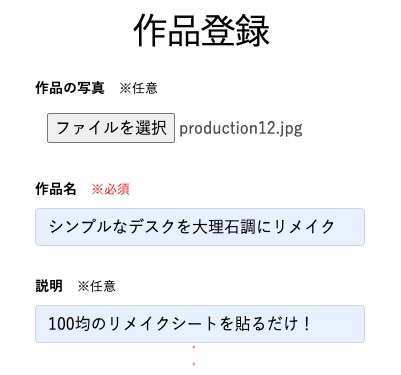 作品登録
作品の写真 ※任意
ファイルを選択 production12.jpg
作品名 ※必須
シンプルなデスクを大理石調にリメイク
説明 ※任意
100均のリメイクシートを貼るだけ！